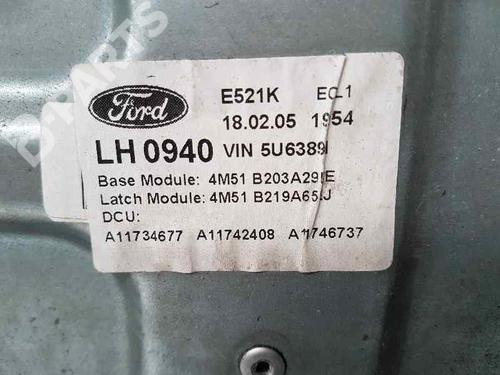 B-PARTS
Ford
E521K EC.1
18.02.05 1954
LH 0940 VIN 5U6389
Base Module: 4M51 B203A29 E
Latch Module: 4M51 B219A65 J
DCU:
A11734677 A11742408 A11746737